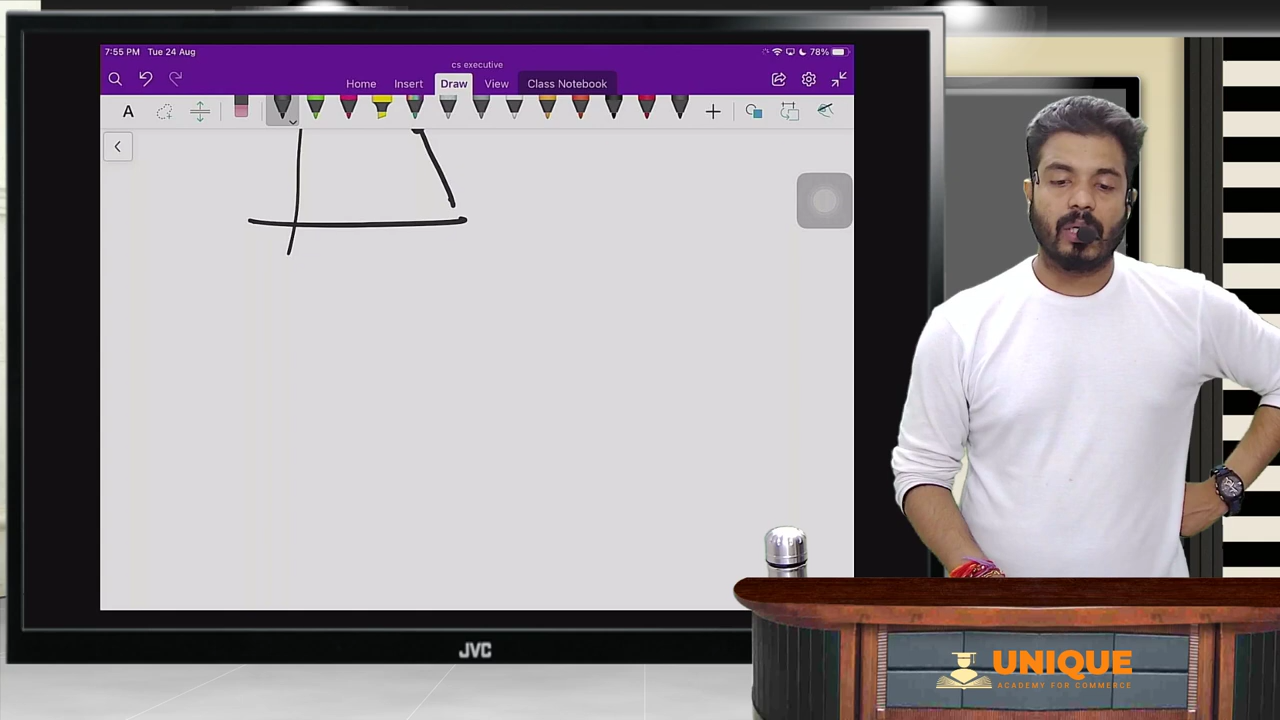 7:55 PM Tue 24 Aug
78%
cs executive
Home Insert Draw View Class Notebook
A
JVC
UNIQUE
ACADEMY FOR COMMERCE